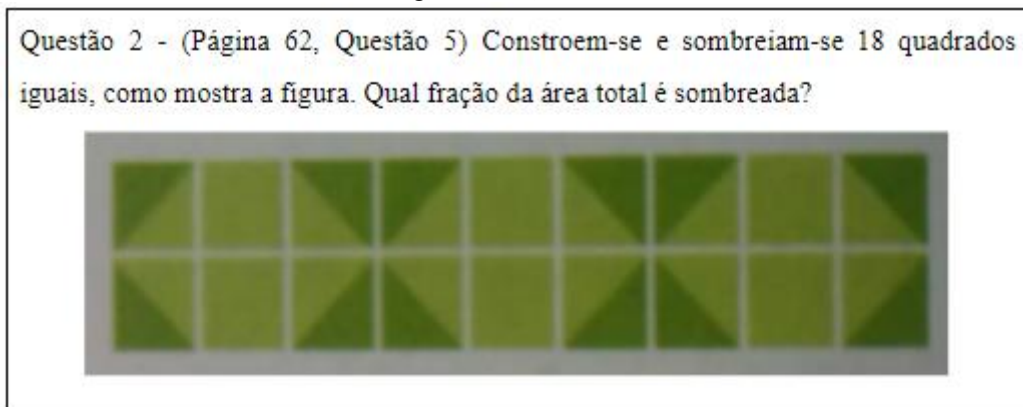 Questão 2 - (Página 62, Questão 5) Constroem-se e sombreiam-se 18 quadrados
iguais, como mostra a figura. Qual fração da área total é sombreada?